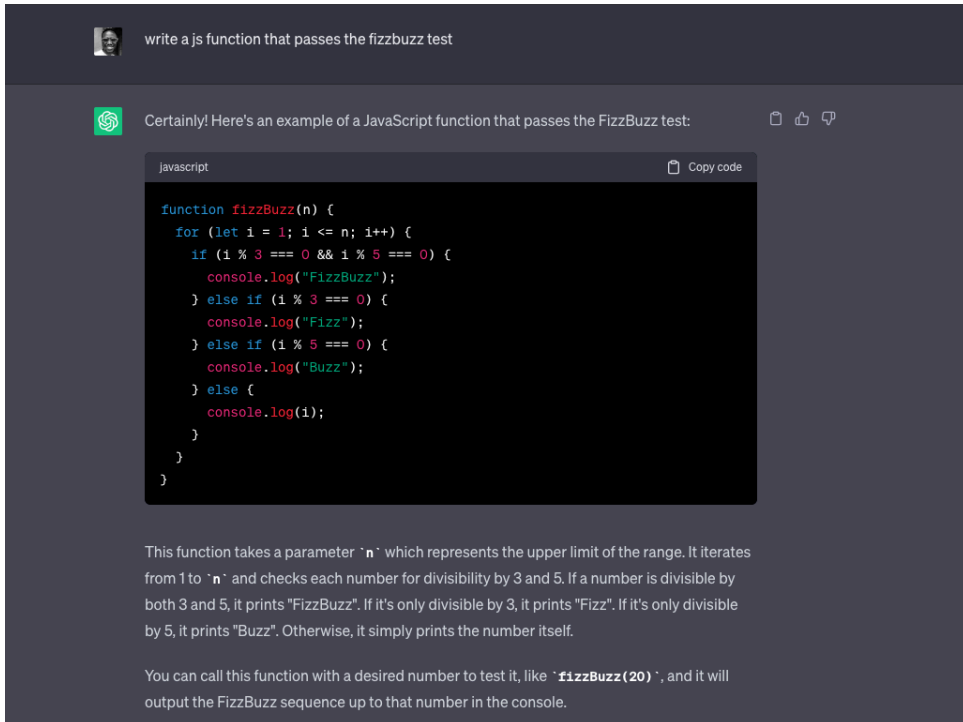 write a js function that passes the fizzbuzz test
Certainly! Here's an example of a JavaScript function that passes the FizzBuzz test:
javascript
Copy code
function fizzBuzz(n) {
  for (let i = 1; i <= n; i++) {
    if (i % 3 === 0 && i % 5 === 0) {
      console.log("FizzBuzz");
    } else if (i % 3 === 0) {
      console.log("Fizz");
    } else if (i % 5 === 0) {
      console.log("Buzz");
    } else {
      console.log(i);
    }
  }
}
This function takes a parameter `n` which represents the upper limit of the range. It iterates
from 1 to `n` and checks each number for divisibility by 3 and 5. If a number is divisible by
both 3 and 5, it prints "FizzBuzz". If it's only divisible by 3, it prints "Fizz". If it's only divisible
by 5, it prints "Buzz". Otherwise, it simply prints the number itself.
You can call this function with a desired number to test it, like `fizzBuzz(20)`, and it will
output the FizzBuzz sequence up to that number in the console.